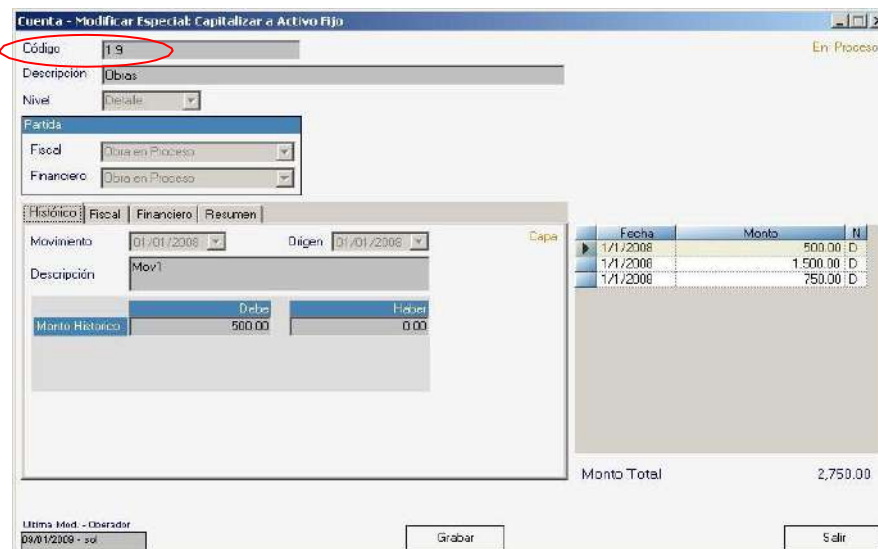 Cuenta - Modificar Especial: Capitalizar a Activo Fijo
Código 1 9 En Proceso
Descripción Obras
Nivel Detalle
Partida
Fiscal Obra en Proceso
Financiero Obra en Proceso
Histórico Fiscal Financiero Resumen
Movimiento 01/01/2008 Origen 01/01/2008 Capa
Descripción Mov1
Debe Haber
Monto Historico 500.00 0.00
Fecha Monto N
1/1/2008 500.00 D
1/1/2008 1.500.00 D
1/1/2008 750.00 D
Monto Total 2,750.00
Ultima Mod. - Operador
09/01/2009 - sol
Grabar Salir